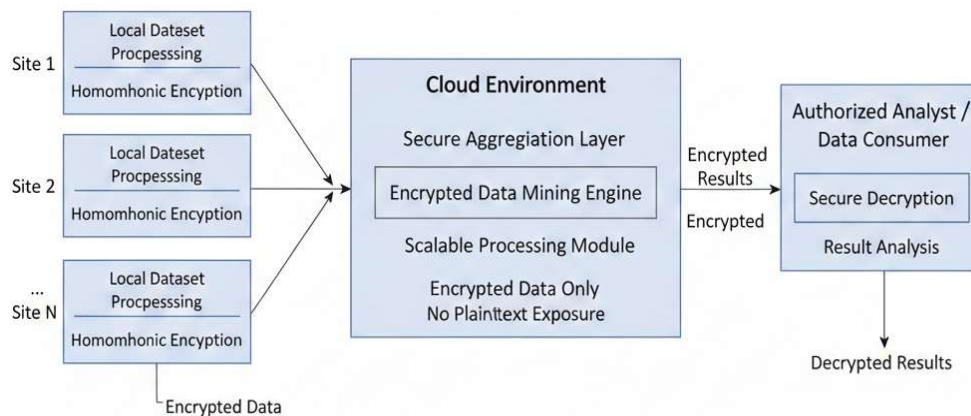 Site 1
Local Dataset
Procpesssing
Homomhonic Encyption
Site 2
Local Dataset
Procpesssing
Homomhonic Encyption
...
Site N
Local Dataset
Procpesssing
Homomhonic Encyption
Encrypted Data
Cloud Environment
Secure Aggregiation Layer
Encrypted Data Mining Engine
Scalable Processing Module
Encrypted Data Only
No Plainttext Exposure
Encrypted
Results
Encrypted
Authorized Analyst /
Data Consumer
Secure Decryption
Result Analysis
Decrypted Results